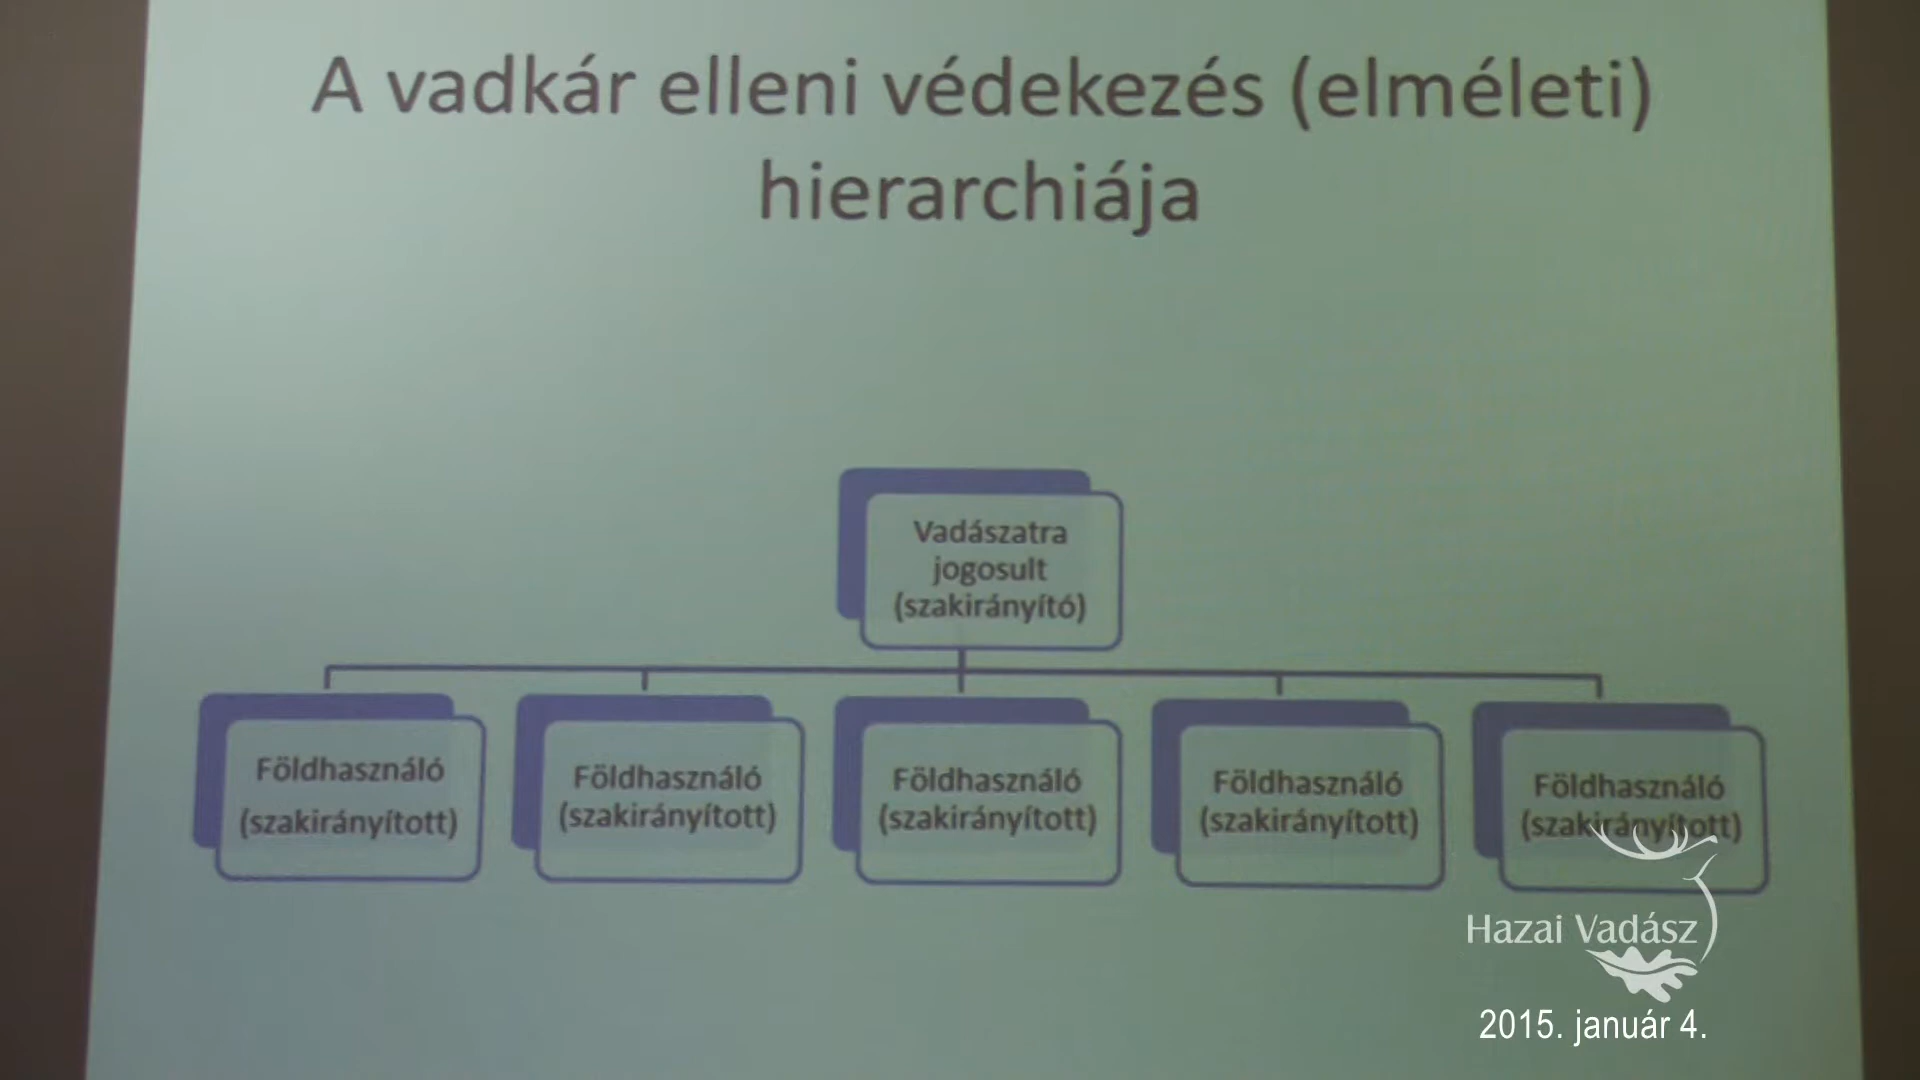 A vadkár elleni védekezés (elméleti)
hierarchiája
Vadászatra
jogosult
(szakirányító)
Földhasználó
(szakirányított)
Földhasználó
(szakirányított)
Földhasználó
(szakirányított)
Földhasználó
(szakirányított)
Földhasználó
(szakirányított)
Hazai Vadász
2015. január 4.